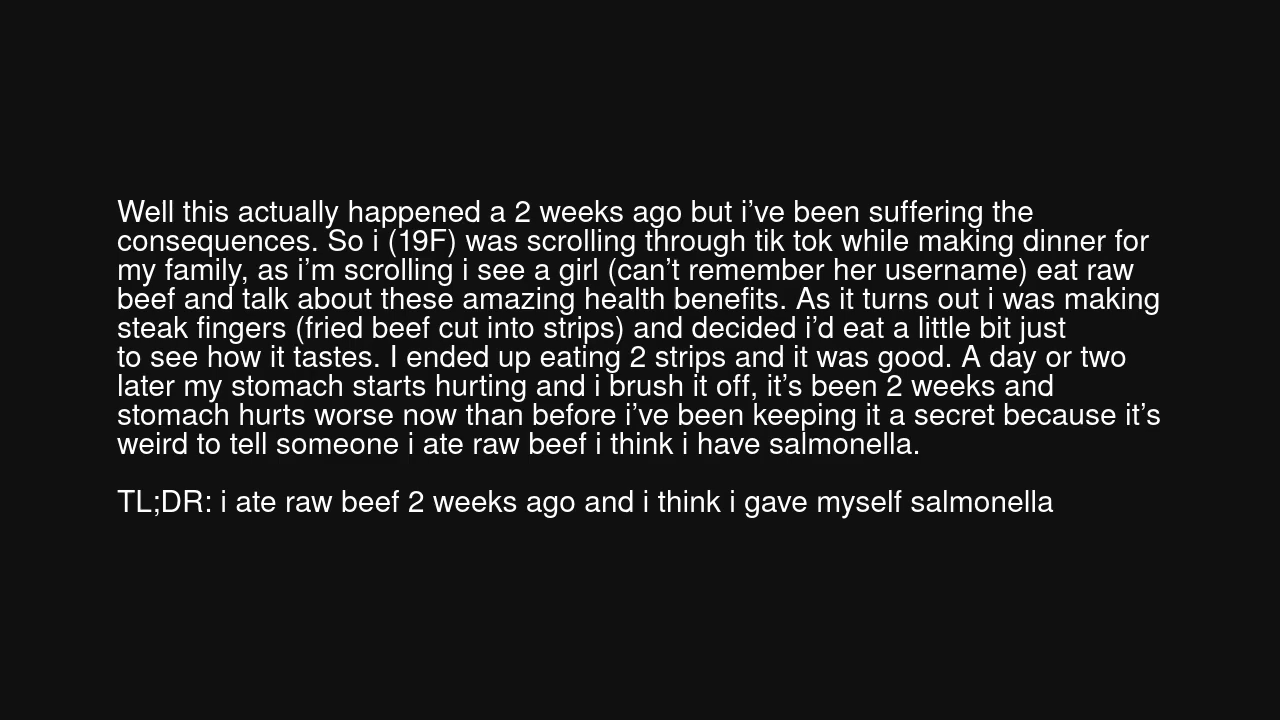 Well this actually happened a 2 weeks ago but i’ve been suffering the
consequences. So i (19F) was scrolling through tik tok while making dinner for
my family, as i’m scrolling i see a girl (can’t remember her username) eat raw
beef and talk about these amazing health benefits. As it turns out i was making
steak fingers (fried beef cut into strips) and decided i’d eat a little bit just
to see how it tastes. I ended up eating 2 strips and it was good. A day or two
later my stomach starts hurting and i brush it off, it’s been 2 weeks and
stomach hurts worse now than before i’ve been keeping it a secret because it’s
weird to tell someone i ate raw beef i think i have salmonella.
TL;DR: i ate raw beef 2 weeks ago and i think i gave myself salmonella